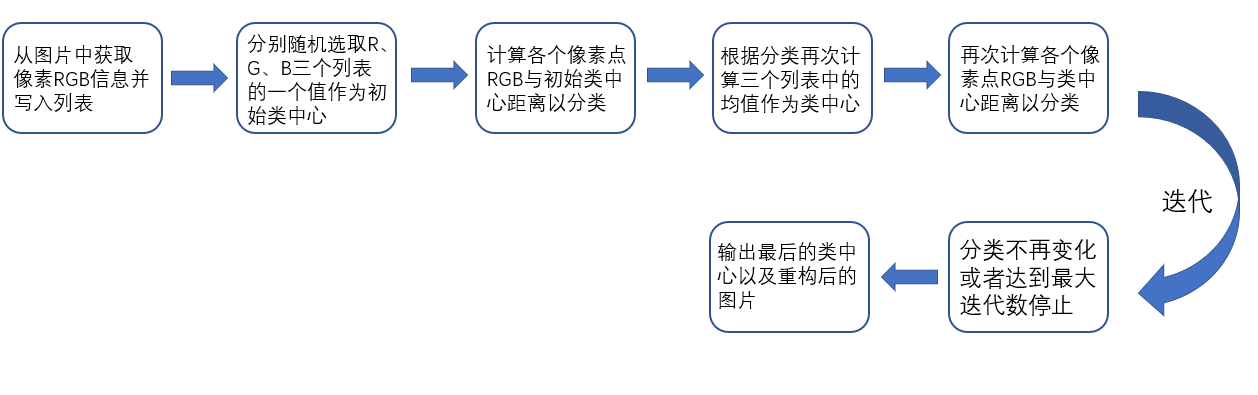 从图片中获取
像素RGB信息并
写入列表
分别随机选取R、
G、B三个列表
的一个值作为初
始类中心
计算各个像素点
RGB与初始类中
心距离以分类
根据分类再次计
算三个列表中的
均值作为类中心
再次计算各个像
素点RGB与类中
心距离以分类
迭代
分类不再变化
或者达到最大
迭代数停止
输出最后的类中
心以及重构后的
图片